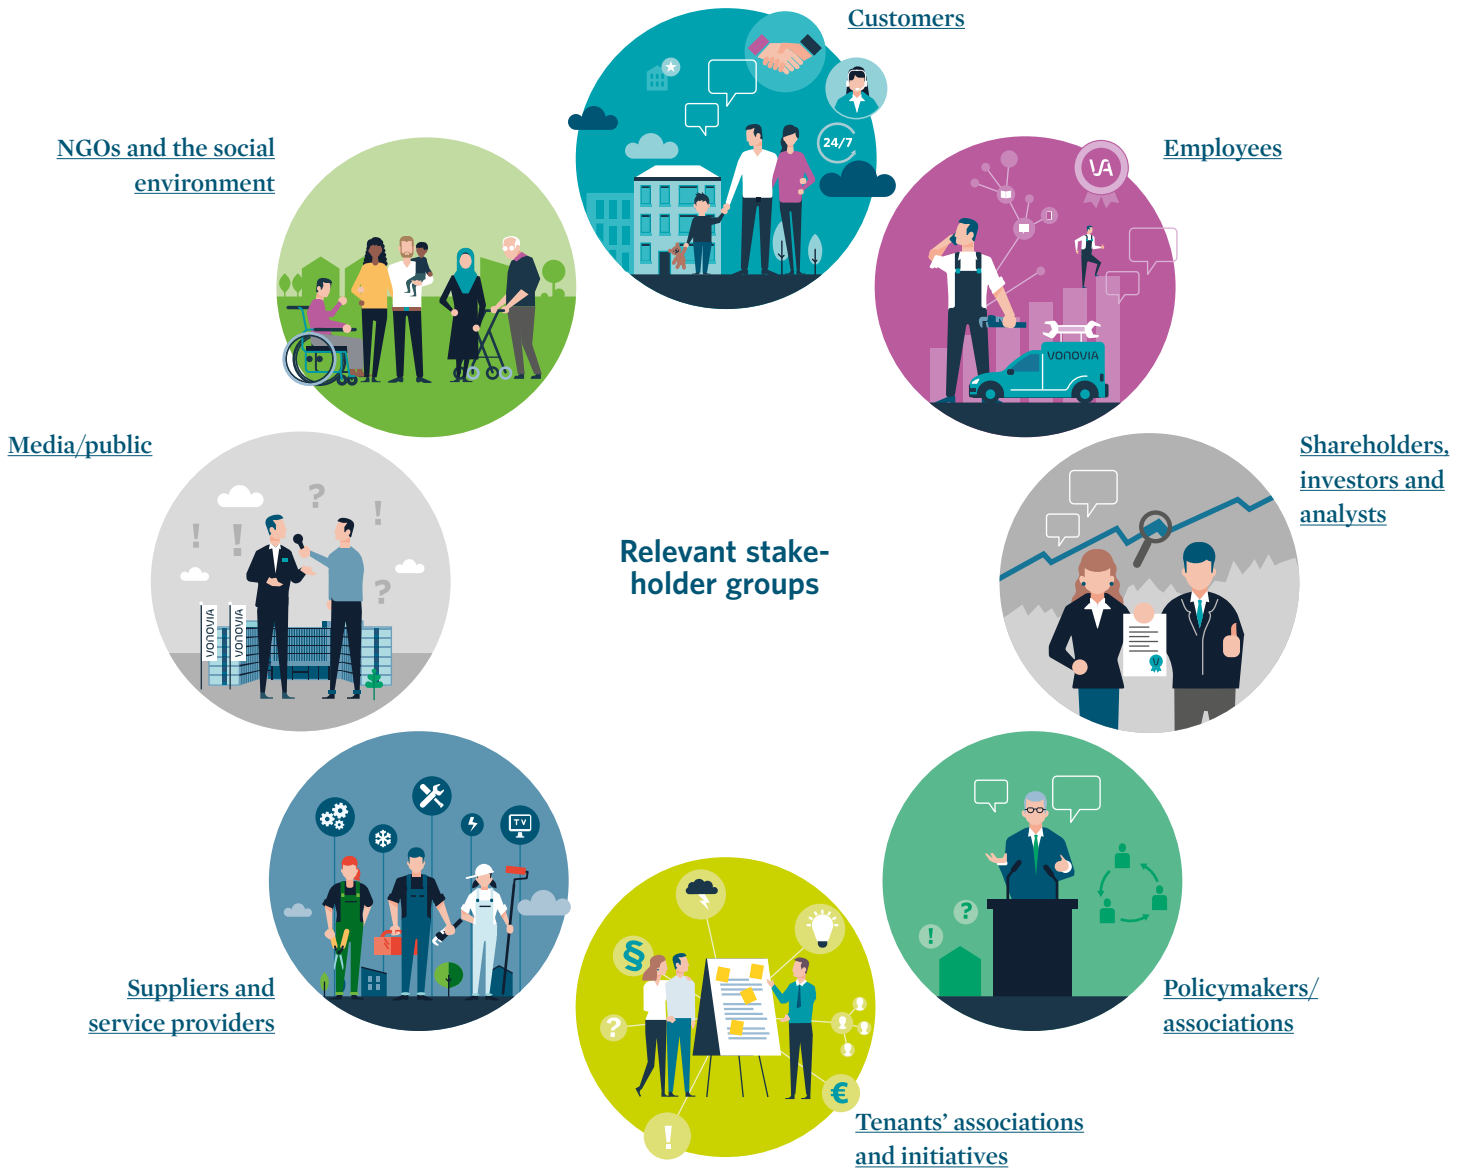 Customers
24/7
NGOs and the social
environment
Employees
VA
VONOVIA
Media/public
? ! ! ! ?
VONOVIA
VONOVIA
Shareholders,
investors and
analysts
V
Relevant stake-
holder groups
TV
Suppliers and
service providers
§
?
!
€
Tenants’ associations
and initiatives
?
!
Policymakers/
associations